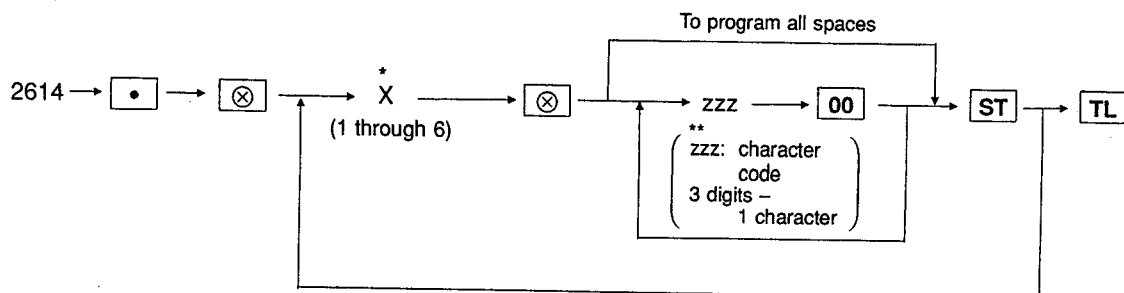 To program all spaces
2614 • ⊗ * X ⊗ zzz 00 ST TL
(1 through 6)
**
zzz: character
code
3 digits –
1 character